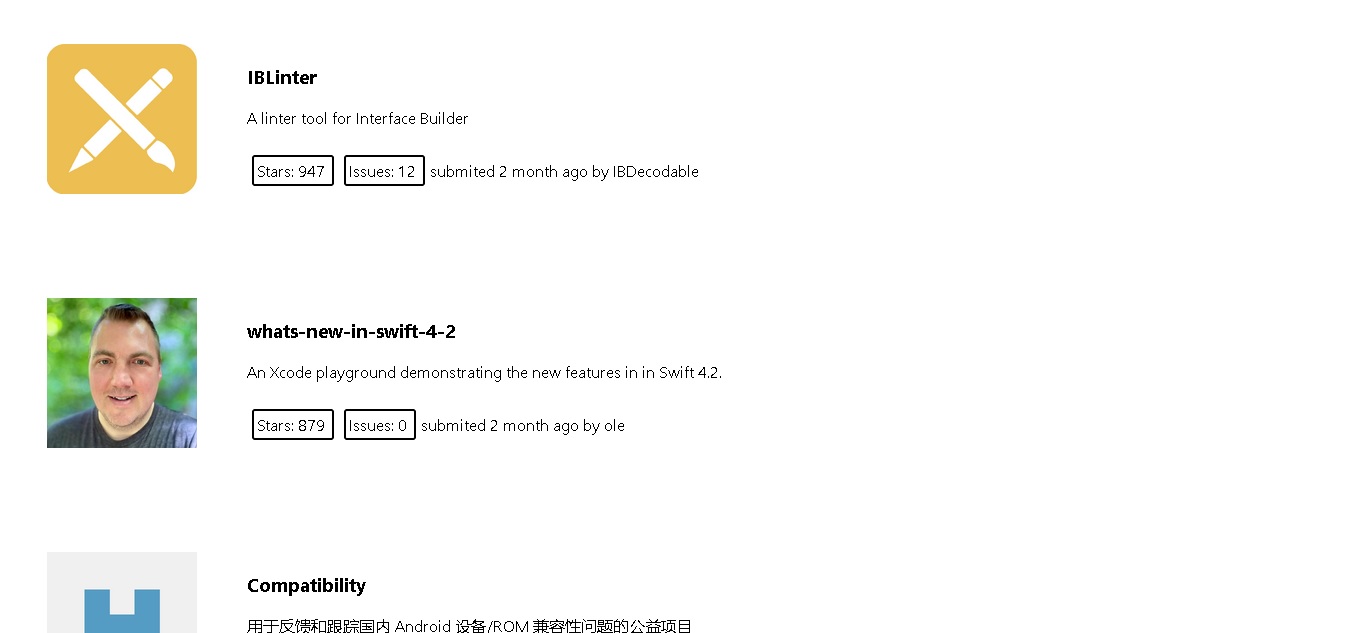 IBLinter
A linter tool for Interface Builder
Stars: 947 Issues: 12 submited 2 month ago by IBDecodable
whats-new-in-swift-4-2
An Xcode playground demonstrating the new features in in Swift 4.2.
Stars: 879 Issues: 0 submited 2 month ago by ole
Compatibility
用于反馈和跟踪国内 Android 设备/ROM 兼容性问题的公益项目